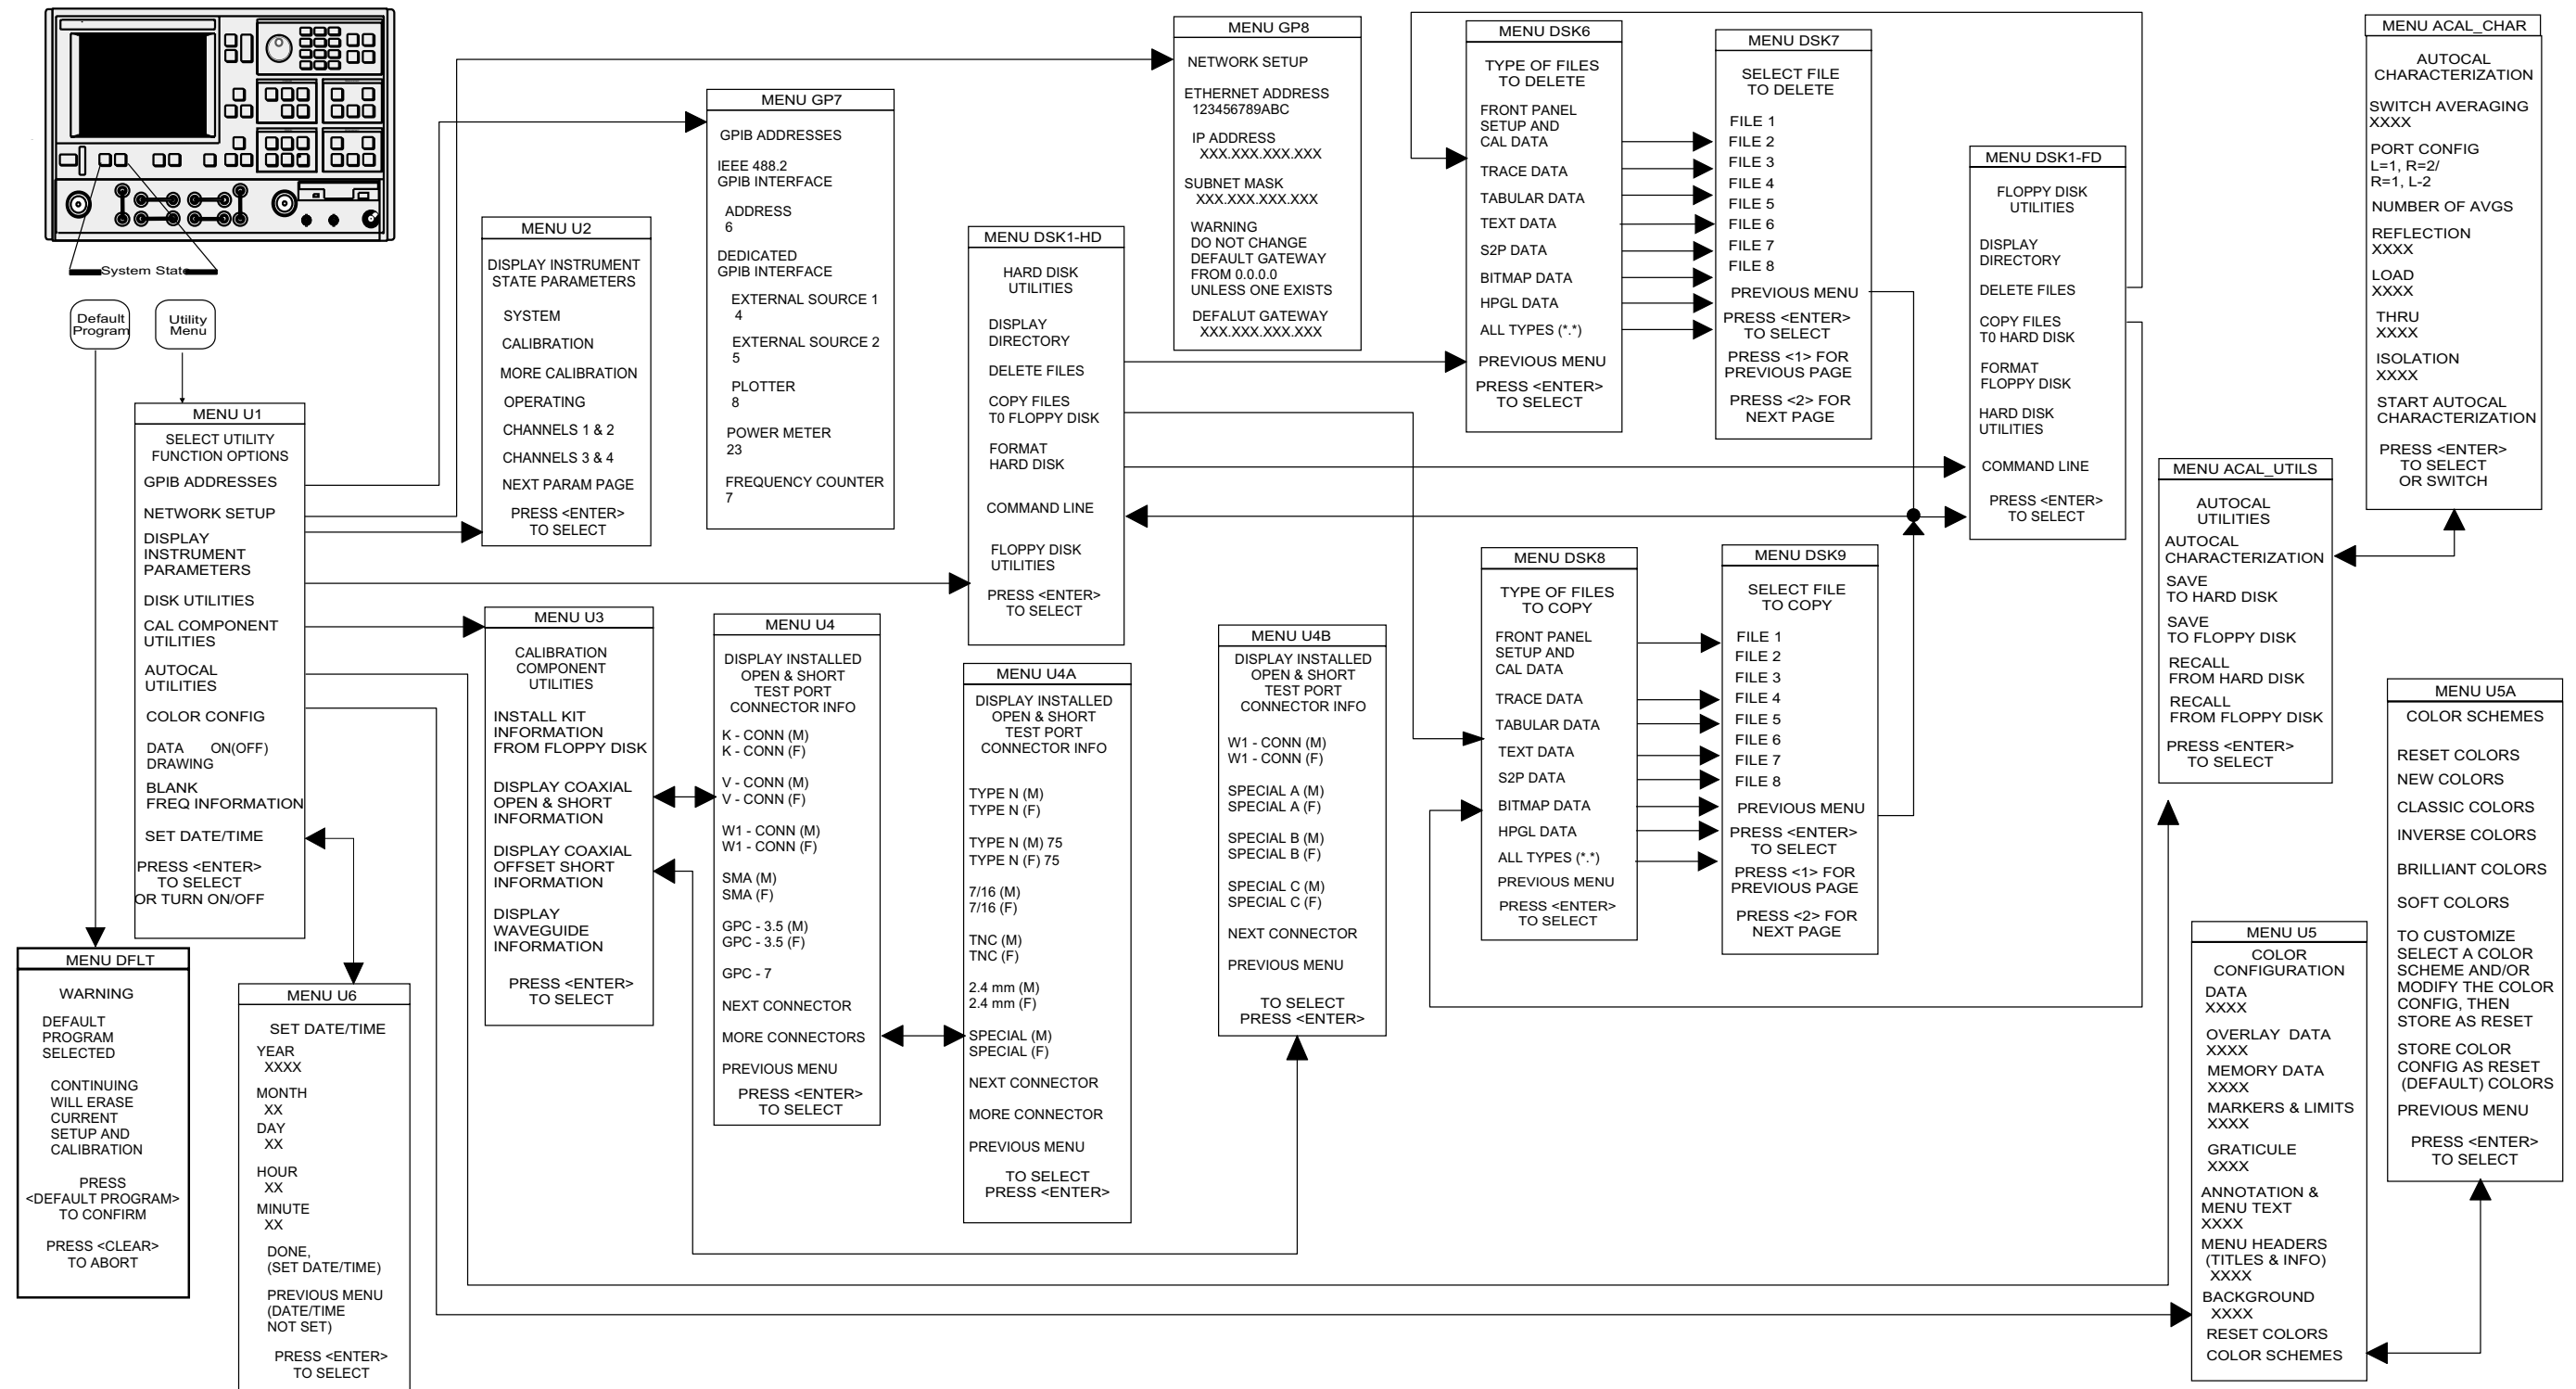 System State
Default
Program
Utility
Menu
MENU U1
SELECT UTILITY
FUNCTION OPTIONS
GPIB ADDRESSES
NETWORK SETUP
DISPLAY
INSTRUMENT
PARAMETERS
DISK UTILITIES
CAL COMPONENT
UTILITIES
AUTOCAL
UTILITIES
COLOR CONFIG
DATA ON(OFF)
DRAWING
BLANK
FREQ INFORMATION
SET DATE/TIME
PRESS <ENTER>
TO SELECT
OR TURN ON/OFF
MENU DFLT
WARNING
DEFAULT
PROGRAM
SELECTED
CONTINUING
WILL ERASE
CURRENT
SETUP AND
CALIBRATION
PRESS
<DEFAULT PROGRAM>
TO CONFIRM
PRESS <CLEAR>
TO ABORT
MENU U6
SET DATE/TIME
YEAR
XXXX
MONTH
XX
DAY
XX
HOUR
XX
MINUTE
XX
DONE,
(SET DATE/TIME)
PREVIOUS MENU
(DATE/TIME
NOT SET)
PRESS <ENTER>
TO SELECT
MENU U2
DISPLAY INSTRUMENT
STATE PARAMETERS
SYSTEM
CALIBRATION
MORE CALIBRATION
OPERATING
CHANNELS 1 & 2
CHANNELS 3 & 4
NEXT PARAM PAGE
PRESS <ENTER>
TO SELECT
MENU U3
CALIBRATION
COMPONENT
UTILITIES
INSTALL KIT
INFORMATION
FROM FLOPPY DISK
DISPLAY COAXIAL
OPEN & SHORT
INFORMATION
DISPLAY COAXIAL
OFFSET SHORT
INFORMATION
DISPLAY
WAVEGUIDE
INFORMATION
PRESS <ENTER>
TO SELECT
MENU GP7
GPIB ADDRESSES
IEEE 488.2
GPIB INTERFACE
ADDRESS
6
DEDICATED
GPIB INTERFACE
EXTERNAL SOURCE 1
4
EXTERNAL SOURCE 2
5
PLOTTER
8
POWER METER
23
FREQUENCY COUNTER
7
MENU U4
DISPLAY INSTALLED
OPEN & SHORT
TEST PORT
CONNECTOR INFO
K - CONN (M)
K - CONN (F)
V - CONN (M)
V - CONN (F)
W1 - CONN (M)
W1 - CONN (F)
SMA (M)
SMA (F)
GPC - 3.5 (M)
GPC - 3.5 (F)
GPC - 7
NEXT CONNECTOR
MORE CONNECTORS
PREVIOUS MENU
PRESS <ENTER>
TO SELECT
MENU DSK1-HD
HARD DISK
UTILITIES
DISPLAY
DIRECTORY
DELETE FILES
COPY FILES
T0 FLOPPY DISK
FORMAT
HARD DISK
COMMAND LINE
FLOPPY DISK
UTILITIES
PRESS <ENTER>
TO SELECT
MENU U4A
DISPLAY INSTALLED
OPEN & SHORT
TEST PORT
CONNECTOR INFO
TYPE N (M)
TYPE N (F)
TYPE N (M) 75
TYPE N (F) 75
7/16 (M)
7/16 (F)
TNC (M)
TNC (F)
2.4 mm (M)
2.4 mm (F)
SPECIAL (M)
SPECIAL (F)
NEXT CONNECTOR
MORE CONNECTOR
PREVIOUS MENU
TO SELECT
PRESS <ENTER>
MENU GP8
NETWORK SETUP
ETHERNET ADDRESS
123456789ABC
IP ADDRESS
XXX.XXX.XXX.XXX
SUBNET MASK
XXX.XXX.XXX.XXX
WARNING
DO NOT CHANGE
DEFAULT GATEWAY
FROM 0.0.0.0
UNLESS ONE EXISTS
DEFALUT GATEWAY
XXX.XXX.XXX.XXX
MENU U4B
DISPLAY INSTALLED
OPEN & SHORT
TEST PORT
CONNECTOR INFO
W1 - CONN (M)
W1 - CONN (F)
SPECIAL A (M)
SPECIAL A (F)
SPECIAL B (M)
SPECIAL B (F)
SPECIAL C (M)
SPECIAL C (F)
NEXT CONNECTOR
PREVIOUS MENU
TO SELECT
PRESS <ENTER>
MENU DSK6
TYPE OF FILES
TO DELETE
FRONT PANEL
SETUP AND
CAL DATA
TRACE DATA
TABULAR DATA
TEXT DATA
S2P DATA
BITMAP DATA
HPGL DATA
ALL TYPES (*.*)
PREVIOUS MENU
PRESS <ENTER>
TO SELECT
MENU DSK7
SELECT FILE
TO DELETE
FILE 1
FILE 2
FILE 3
FILE 4
FILE 5
FILE 6
FILE 7
FILE 8
PREVIOUS MENU
PRESS <ENTER>
TO SELECT
PRESS <1> FOR
PREVIOUS PAGE
PRESS <2> FOR
NEXT PAGE
MENU DSK8
TYPE OF FILES
TO COPY
FRONT PANEL
SETUP AND
CAL DATA
TRACE DATA
TABULAR DATA
TEXT DATA
S2P DATA
BITMAP DATA
HPGL DATA
ALL TYPES (*.*)
PREVIOUS MENU
PRESS <ENTER>
TO SELECT
MENU DSK9
SELECT FILE
TO COPY
FILE 1
FILE 2
FILE 3
FILE 4
FILE 5
FILE 6
FILE 7
FILE 8
PREVIOUS MENU
PRESS <ENTER>
TO SELECT
PRESS <1> FOR
PREVIOUS PAGE
PRESS <2> FOR
NEXT PAGE
MENU DSK1-FD
FLOPPY DISK
UTILITIES
DISPLAY
DIRECTORY
DELETE FILES
COPY FILES
T0 HARD DISK
FORMAT
FLOPPY DISK
HARD DISK
UTILITIES
COMMAND LINE
PRESS <ENTER>
TO SELECT
MENU ACAL_UTILS
AUTOCAL
UTILITIES
AUTOCAL
CHARACTERIZATION
SAVE
TO HARD DISK
SAVE
TO FLOPPY DISK
RECALL
FROM HARD DISK
RECALL
FROM FLOPPY DISK
PRESS <ENTER>
TO SELECT
MENU ACAL_CHAR
AUTOCAL
CHARACTERIZATION
SWITCH AVERAGING
XXXX
PORT CONFIG
L=1, R=2/
R=1, L-2
NUMBER OF AVGS
REFLECTION
XXXX
LOAD
XXXX
THRU
XXXX
ISOLATION
XXXX
START AUTOCAL
CHARACTERIZATION
PRESS <ENTER>
TO SELECT
OR SWITCH
MENU U5
COLOR
CONFIGURATION
DATA
XXXX
OVERLAY DATA
XXXX
MEMORY DATA
XXXX
MARKERS & LIMITS
XXXX
GRATICULE
XXXX
ANNOTATION &
MENU TEXT
XXXX
MENU HEADERS
(TITLES & INFO)
XXXX
BACKGROUND
XXXX
RESET COLORS
COLOR SCHEMES
MENU U5A
COLOR SCHEMES
RESET COLORS
NEW COLORS
CLASSIC COLORS
INVERSE COLORS
BRILLIANT COLORS
SOFT COLORS
TO CUSTOMIZE
SELECT A COLOR
SCHEME AND/OR
MODIFY THE COLOR
CONFIG, THEN
STORE AS RESET
STORE COLOR
CONFIG AS RESET
(DEFAULT) COLORS
PREVIOUS MENU
PRESS <ENTER>
TO SELECT